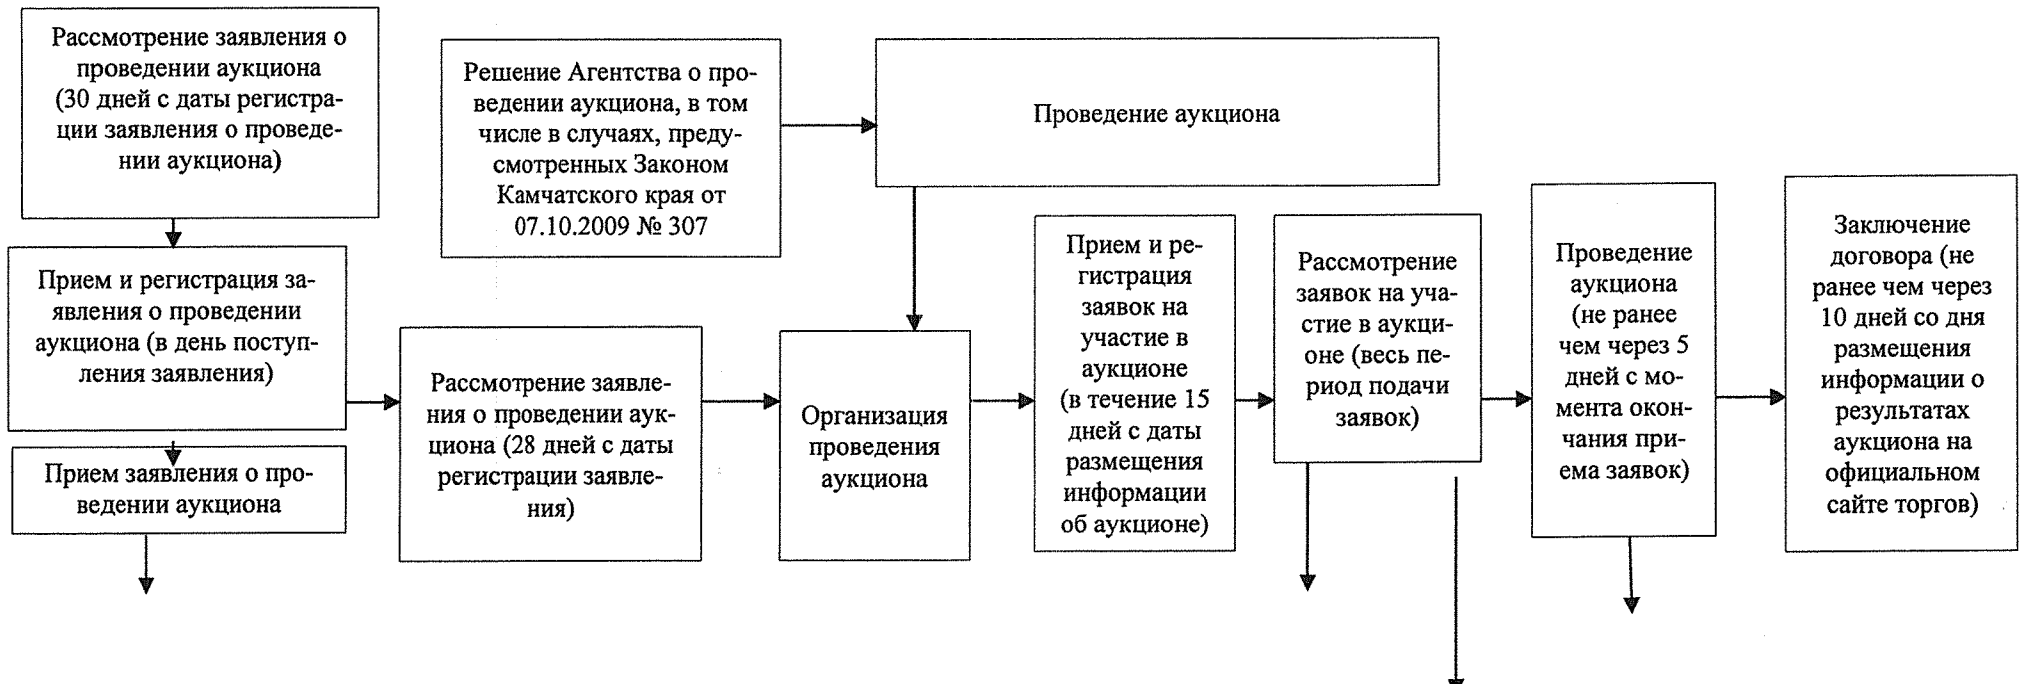 Рассмотрение заявления о
проведении аукциона
(30 дней с даты регистра-
ции заявления о проведе-
нии аукциона)
Решение Агентства о про-
ведении аукциона, в том
числе в случаях, преду-
смотренных Законом
Камчатского края от
07.10.2009 № 307
Проведение аукциона
Прием и регистрация за-
явления о проведении
аукциона (в день поступ-
ления заявления)
Прием заявления о про-
ведении аукциона
Рассмотрение заявле-
ния о проведении аук-
циона (28 дней с даты
регистрации заявле-
ния)
Организация
проведения
аукциона
Прием и ре-
гистрация
заявок на
участие в
аукционе
(в течение 15
дней с даты
размещения
информации
об аукционе)
Рассмотрение
заявок на уча-
стие в аукци-
оне (весь пе-
риод подачи
заявок)
Проведение
аукциона
(не ранее
чем через 5
дней с мо-
мента окон-
чания при-
ема заявок)
Заключение
договора (не
ранее чем через
10 дней со дня
размещения
информации о
результатах
аукциона на
официальном
сайте торгов)